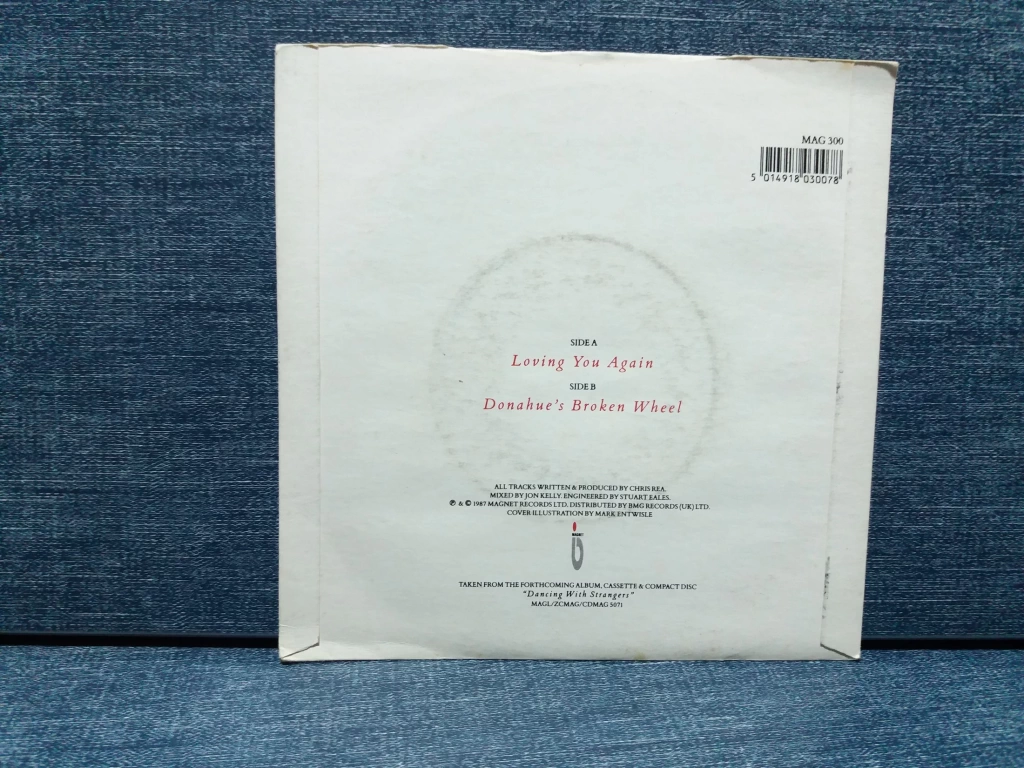 MAG 300
5 014918 030078
SIDE A
Loving You Again
SIDE B
Donahue's Broken Wheel
ALL TRACKS WRITTEN & PRODUCED BY CHRIS REA.
MIXED BY JON KELLY. ENGINEERED BY STUART EALES.
℗ & © 1987 MAGNET RECORDS LTD. DISTRIBUTED BY BMG RECORDS (UK) LTD.
COVER ILLUSTRATION BY MARK ENTWISLE
MAGNET
TAKEN FROM THE FORTHCOMING ALBUM, CASSETTE & COMPACT DISC
"Dancing With Strangers"
MAGL/ZCMAG/CDMAG 5071